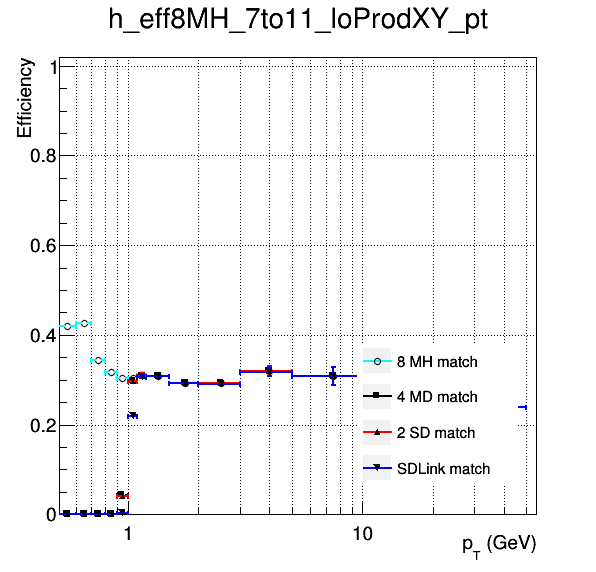 h_eff8MH_7to11_loProdXY_pt
Efficiency
1
0.8
0.6
0.4
0.2
0
8 MH match
4 MD match
2 SD match
SDLink match
1
10
p_T (GeV)